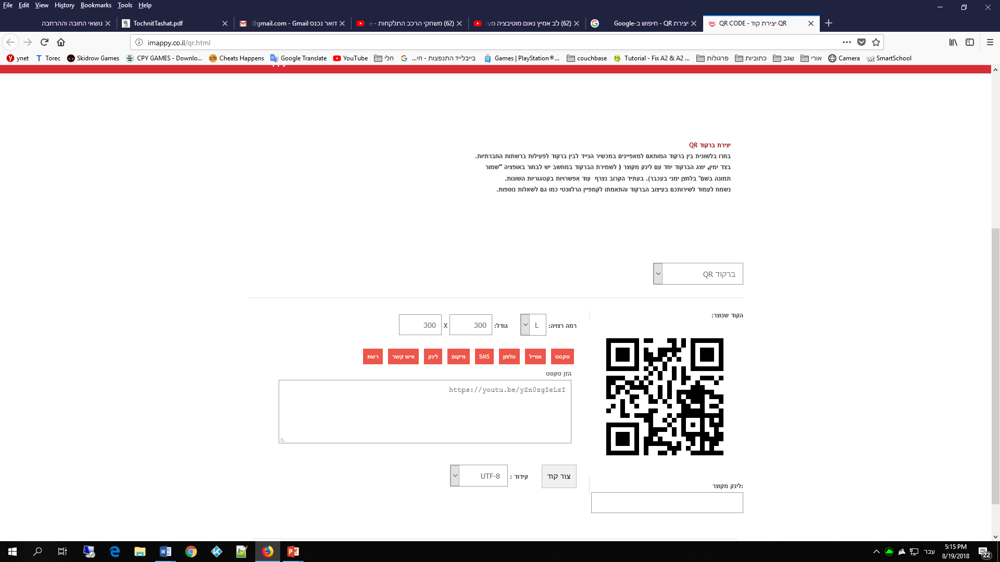 File Edit View History Bookmarks Tools Help
נושאי החובה וההרחבה
TochnitTashat.pdf
דואר נכנס - @gmail.com - Gmail
(62) משחקי הרכב התלקחות -
(62) לב אמיץ נאום מוטיבציה
יצירת QR - חיפוש ב-Google
QR CODE - יצירת קוד QR
imappy.co.il/qr.html
ynet Torec Skidrow Games CPY GAMES - Downlo... Cheats Happens Google Translate YouTube חלי בייבלייד התנפצות - חי... Games | PlayStation®... couchbase Tutorial - Fix A2 & A2 ... פרגולות כתוביות שגב אורי Camera SmartSchool
יצירת ברקוד QR
בחרו בלשונית בין ברקוד המותאם למאפיינים במכשיר הנייד לבין ברקוד לפעילות ברשתות החברתיות.
בצד ימין, יוצג הברקוד יחד עם לינק מקוצר ( לשמירת הברקוד במחשב יש לבחור באופציה "שמור
תמונה בשם" בלחצן ימני בעכבר). בעתיד הקרוב נצרף עוד אפשרויות בקטגוריות השונות.
נשמח לעמוד לשירותכם בעיצוב הברקוד והתאמתו לקמפיין הרלוונטי כמו גם לשאלות נוספות.
ברקוד QR
הקוד שנוצר:
רמה רצויה: L גודל: 300 X 300
טקסט אמייל טלפון SMS מיקום לינק איש קשר רשת
הזן טקסט
https://youtu.be/yZn0zgIeLzI
צור קוד קידוד : UTF-8
לינק מקוצר:
עבר
5:15 PM
8/19/2018
22